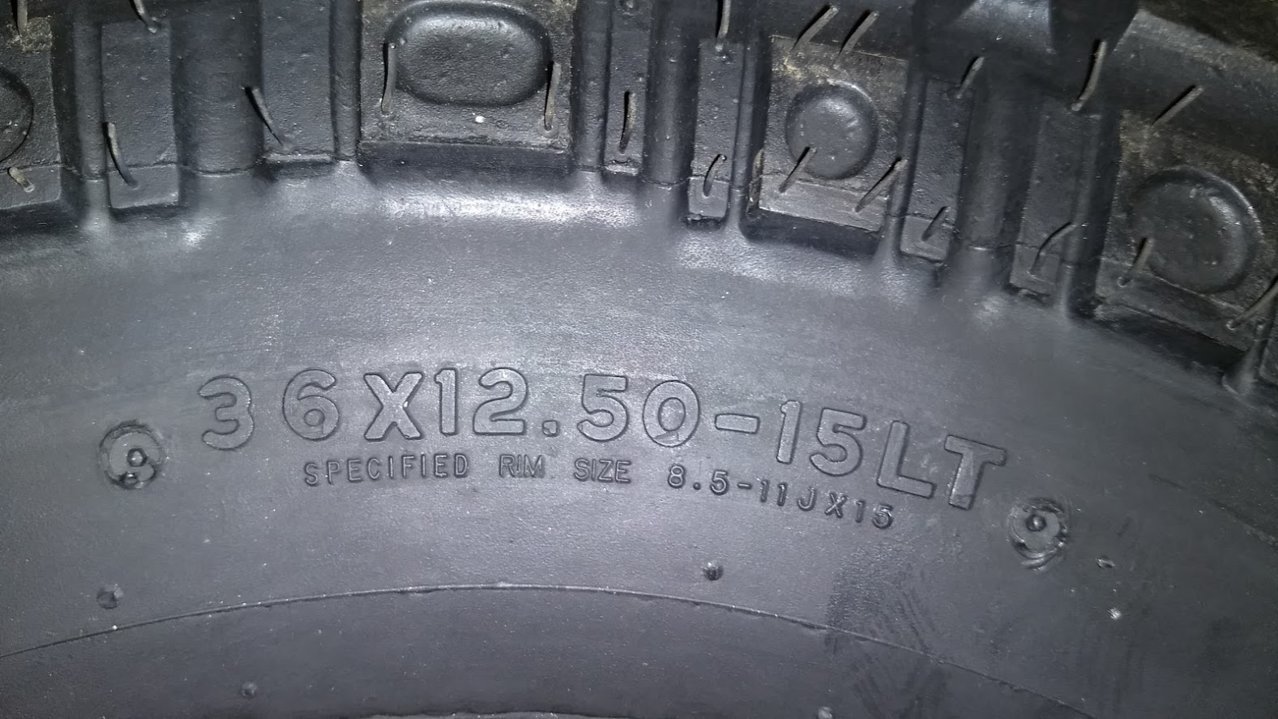 36X12.50-15LT
SPECIFIED RIM SIZE 8.5-11JX15